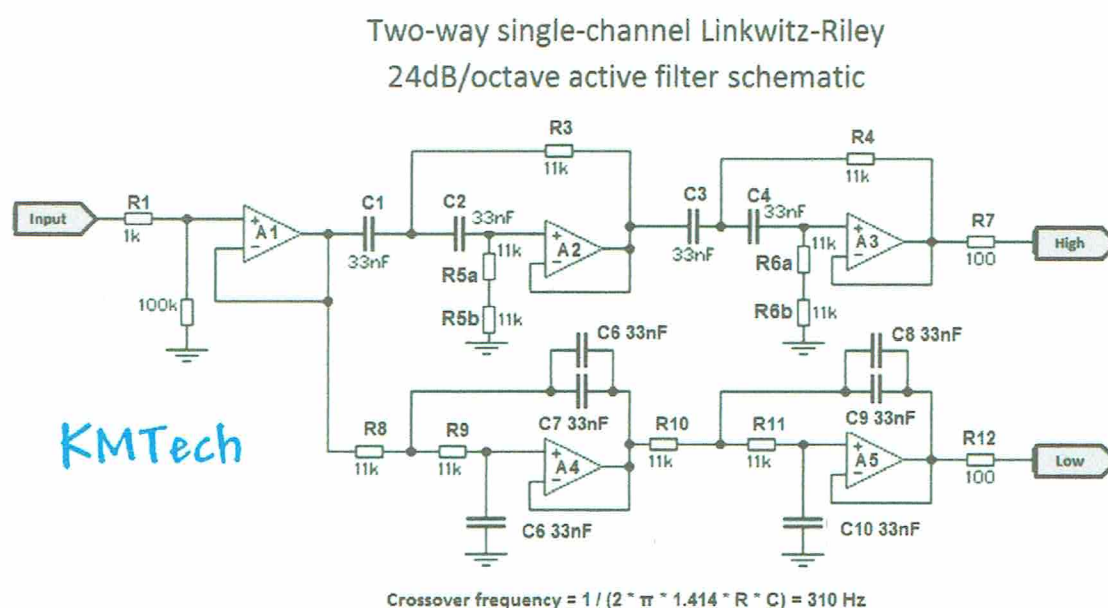 Two-way single-channel Linkwitz-Riley
24dB/octave active filter schematic
R3
11k
R4
11k
Input
R1
1k
A1
C1
33nF
C2
33nF
11k
R5a
R5b
11k
A2
C3
33nF
C4
33nF
11k
R6a
R6b
11k
A3
R7
100
High
100k
C6 33nF
C7 33nF
C8 33nF
C9 33nF
KMTech
R8
11k
R9
11k
A4
C6 33nF
R10
11k
R11
11k
A5
C10 33nF
R12
100
Low
Crossover frequency = 1 / (2 * π * 1.414 * R * C) = 310 Hz